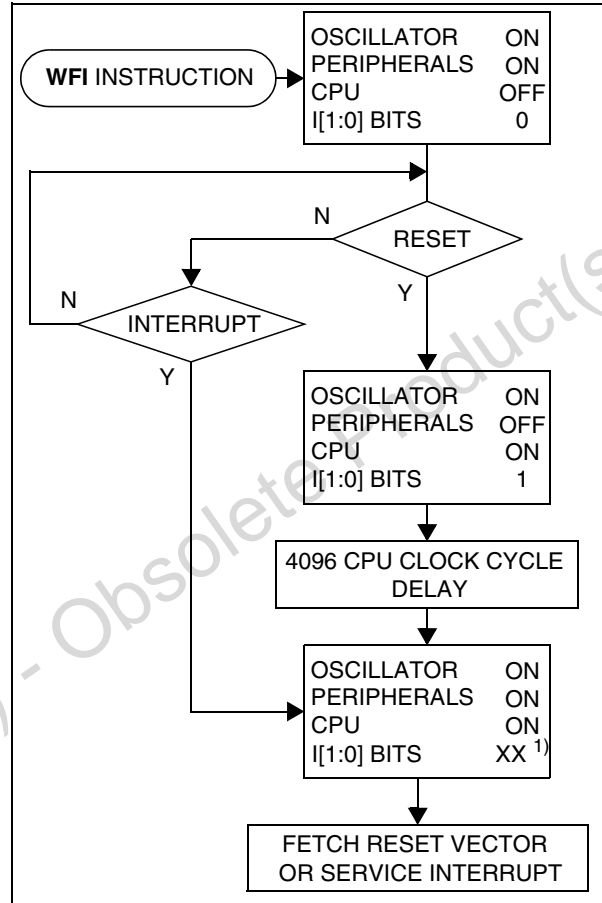 WFI INSTRUCTION
OSCILLATOR ON
PERIPHERALS ON
CPU OFF
I[1:0] BITS 0
N
RESET
Y
N
INTERRUPT
Y
OSCILLATOR ON
PERIPHERALS OFF
CPU ON
I[1:0] BITS 1
4096 CPU CLOCK CYCLE
DELAY
OSCILLATOR ON
PERIPHERALS ON
CPU ON
I[1:0] BITS XX 1)
FETCH RESET VECTOR
OR SERVICE INTERRUPT
) - Obsolete Product(s